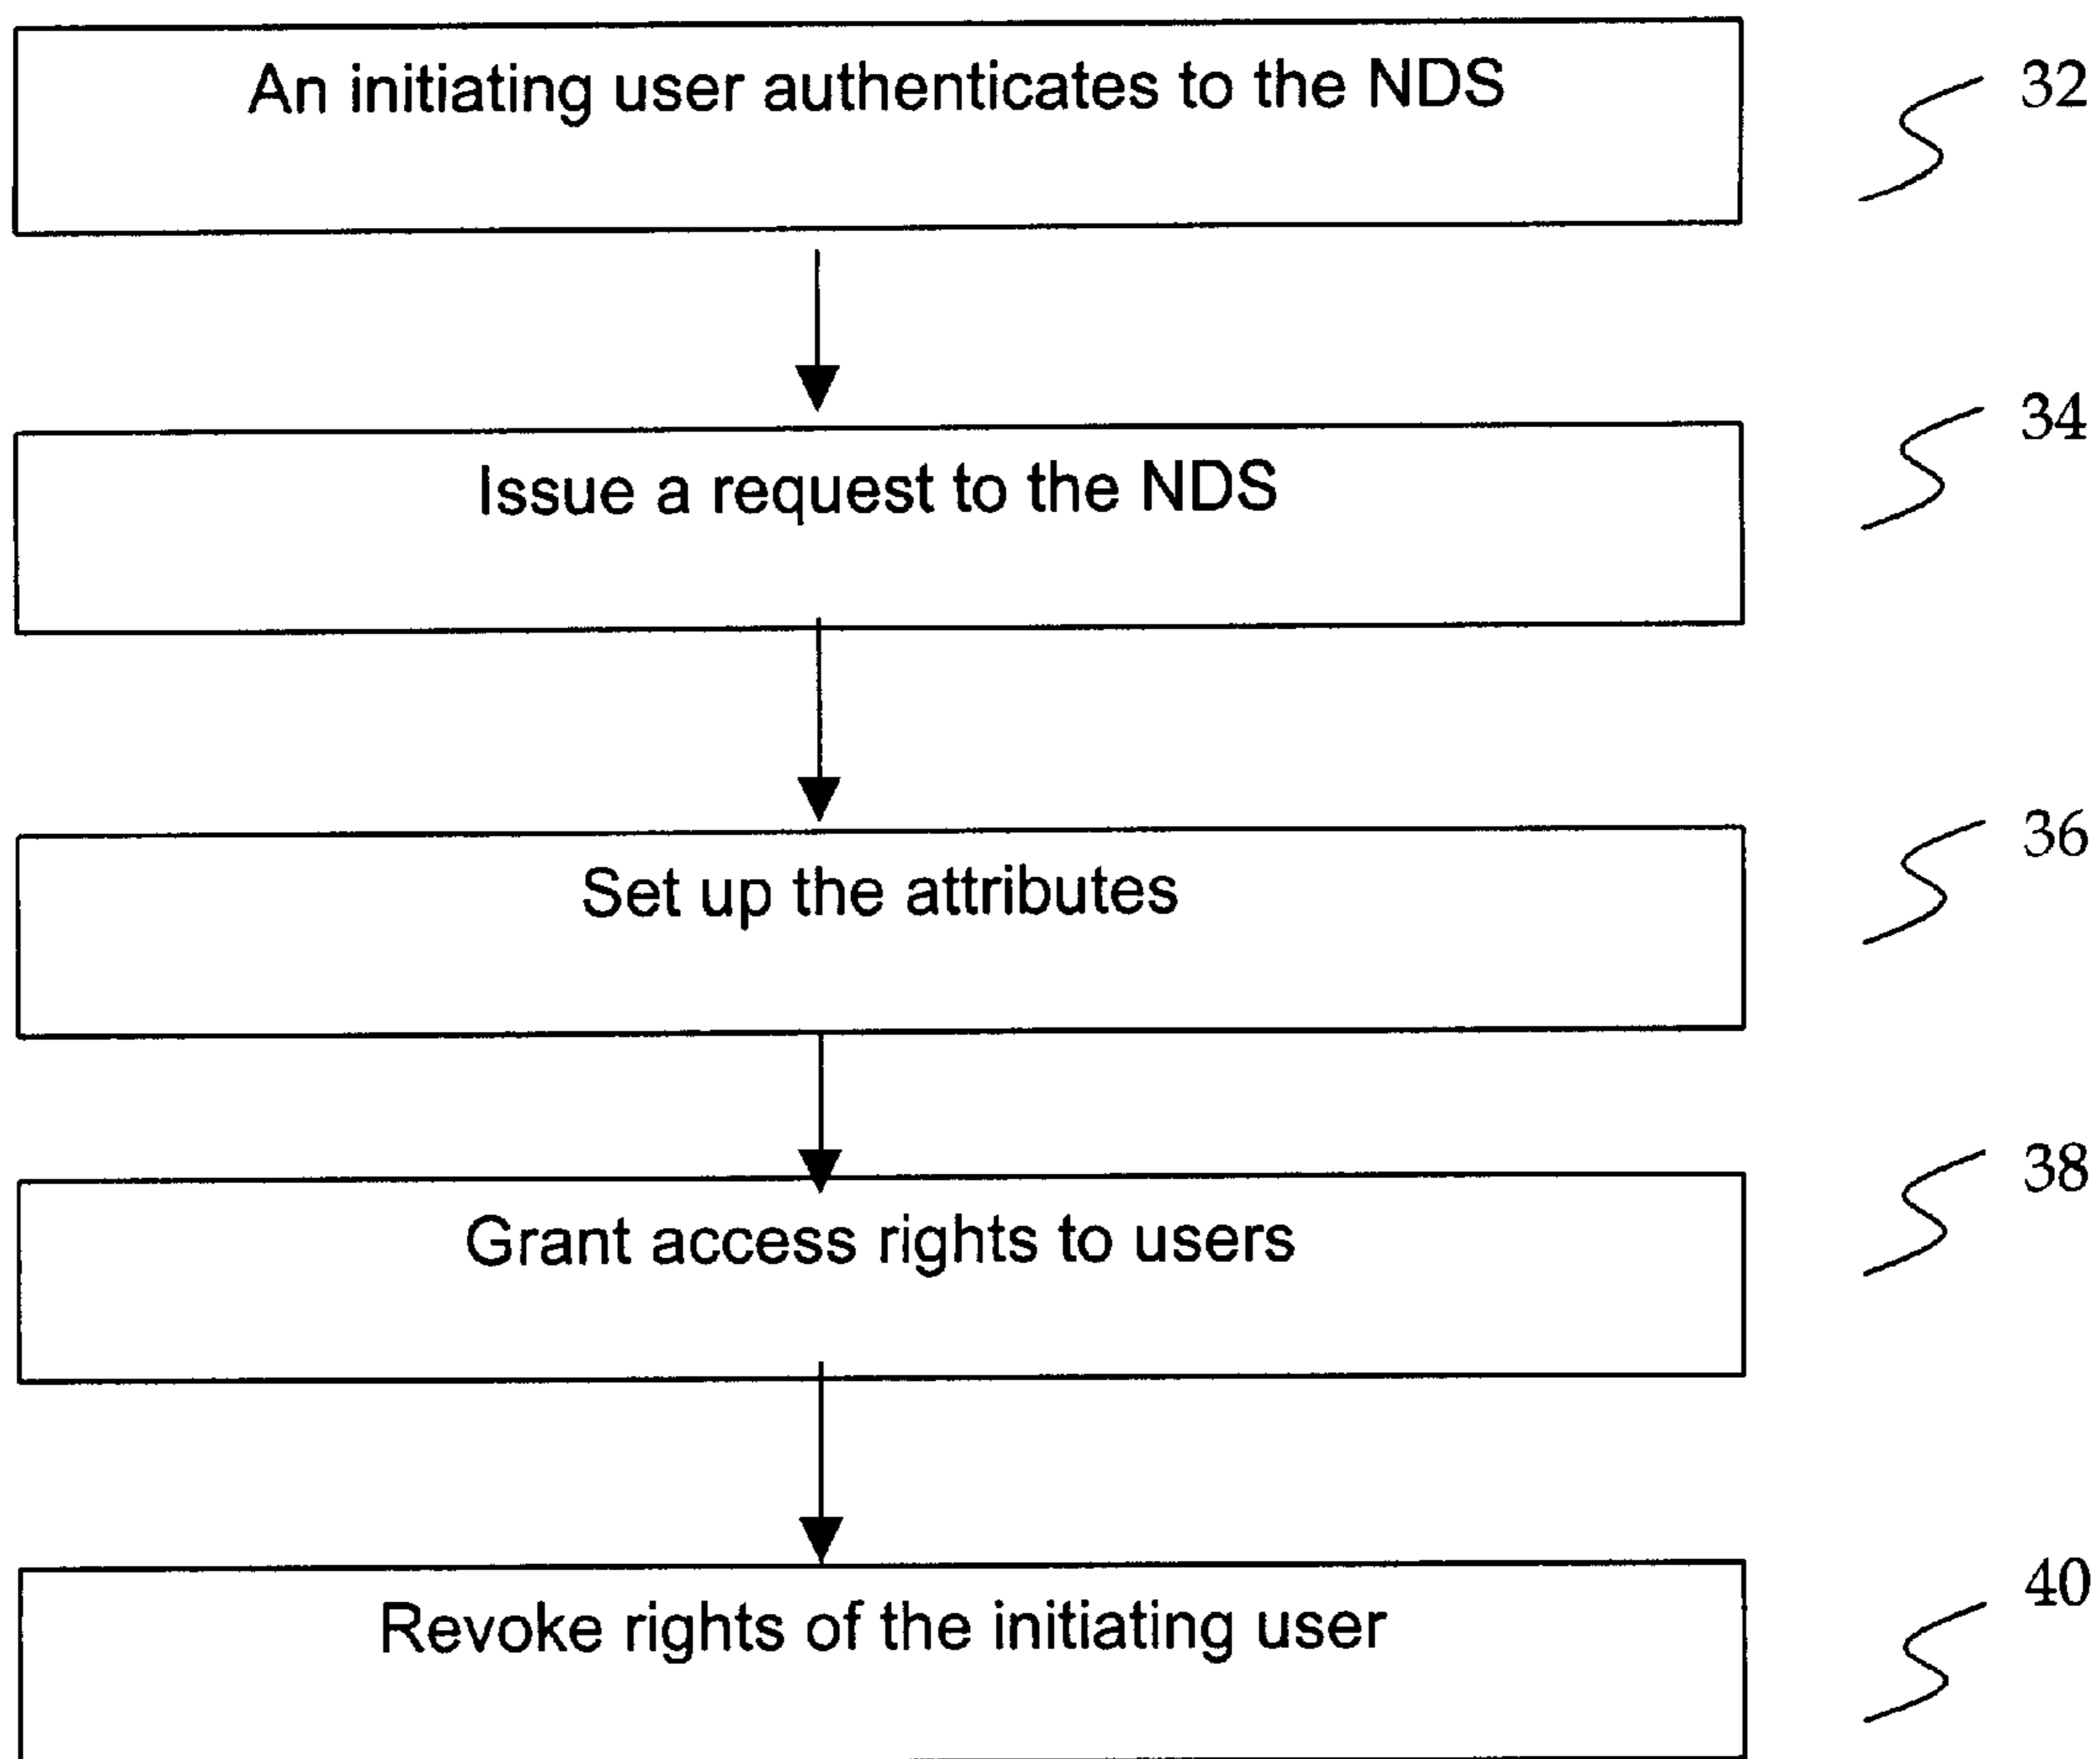 An initiating user authenticates to the NDS
32
Issue a request to the NDS
34
Set up the attributes
36
Grant access rights to users
38
Revoke rights of the initiating user
40